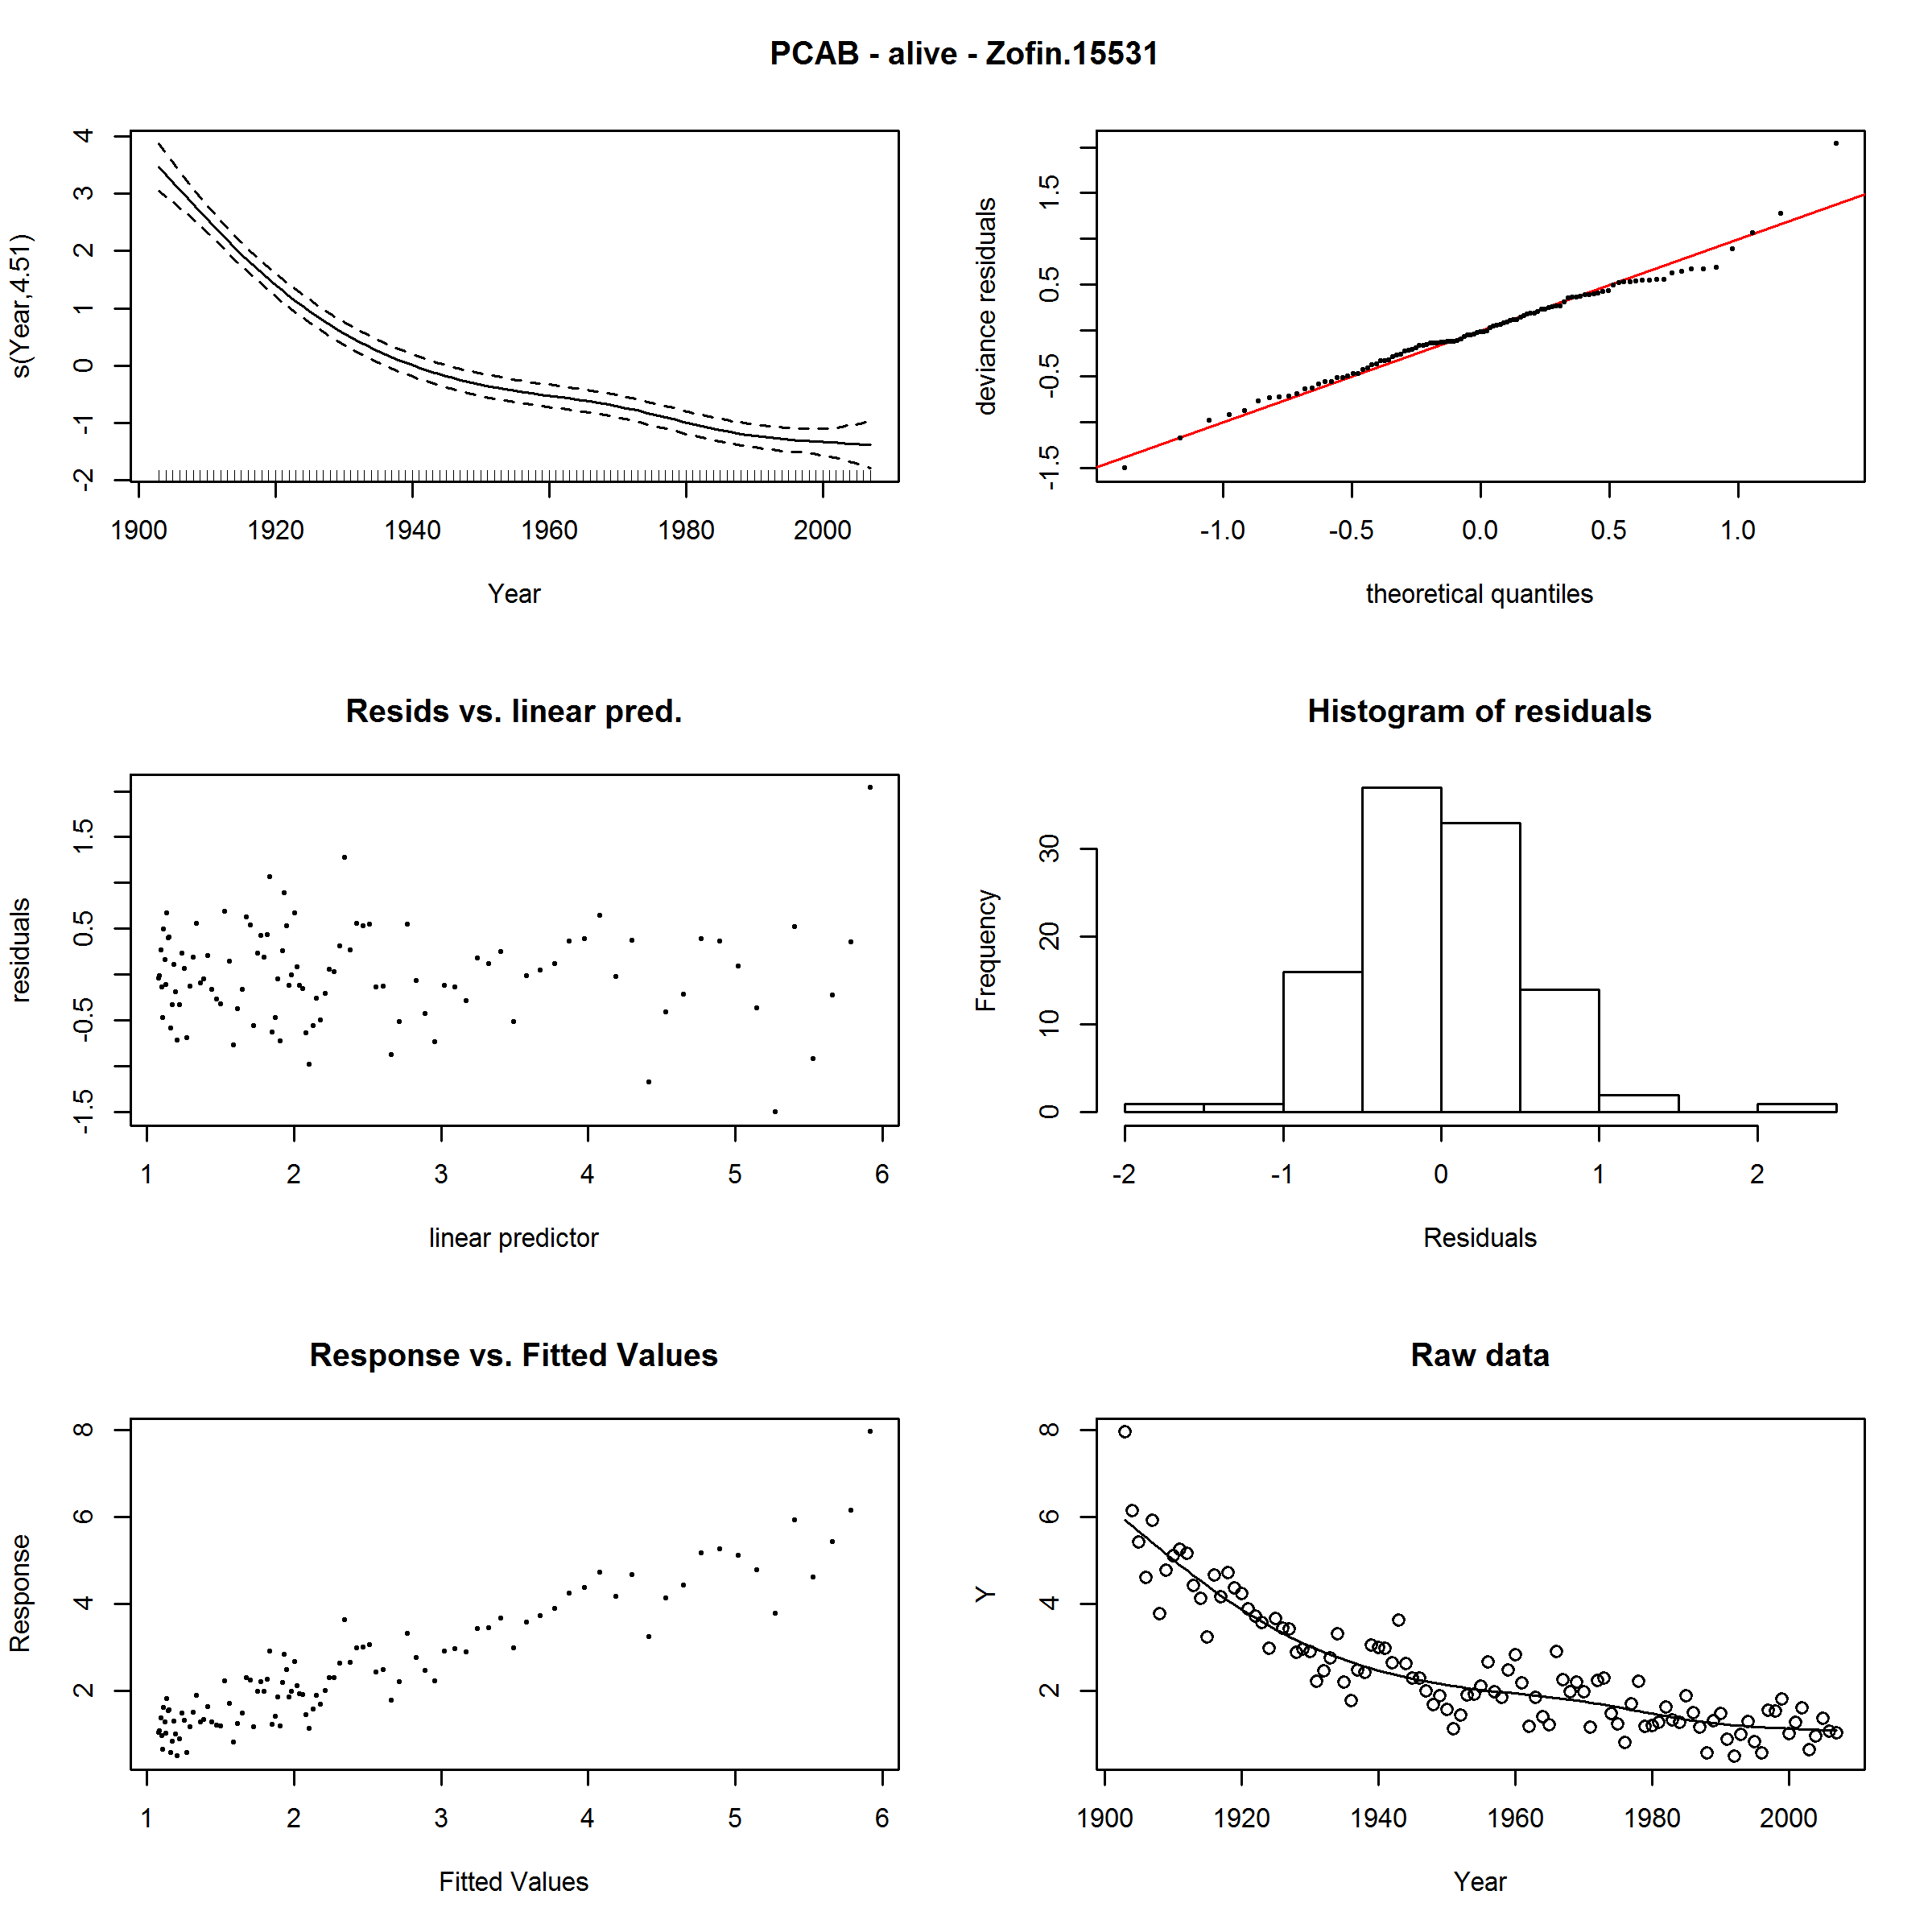 PCAB - alive - Zofin.15531
4
3
2
1
0
-1
-2
s(Year,4.51)
1900 1920 1940 1960 1980 2000
Year
1.5
0.5
-0.5
-1.5
deviance residuals
-1.0 -0.5 0.0 0.5 1.0
theoretical quantiles
Resids vs. linear pred.
1.5
0.5
-0.5
-1.5
residuals
1 2 3 4 5 6
linear predictor
Histogram of residuals
30
20
10
0
Frequency
-2 -1 0 1 2
Residuals
Response vs. Fitted Values
8
6
4
2
Response
1 2 3 4 5 6
Fitted Values
Raw data
8
6
4
2
Y
1900 1920 1940 1960 1980 2000
Year